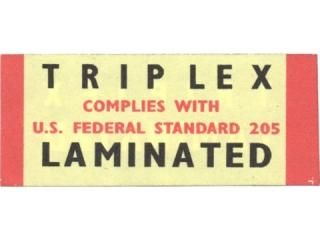 TRIPLEX
COMPLIES WITH
U.S. FEDERAL STANDARD 205
LAMINATED